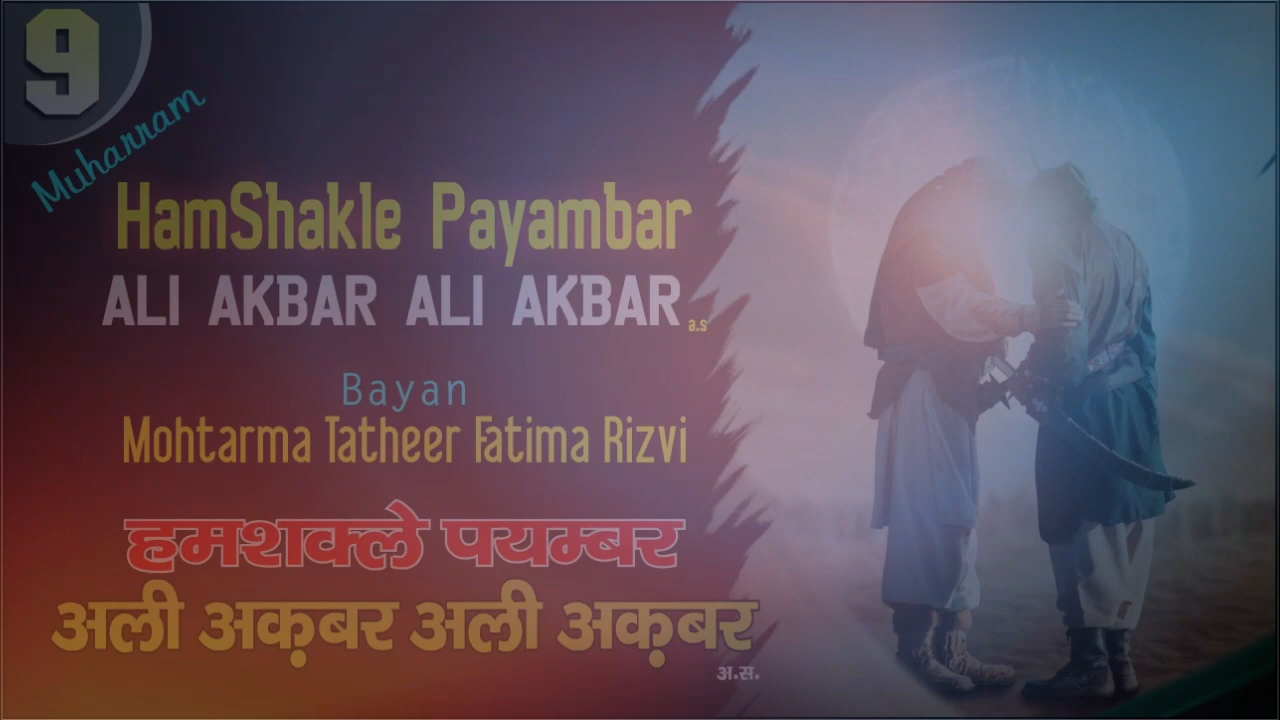 9
Muharram
HamShakle Payambar
ALI AKBAR ALI AKBAR a.s
Bayan
Mohtarma Tatheer Fatima Rizvi
हमशक्ले पयम्बर
अली अक़बर अली अक़बर
अ.स.